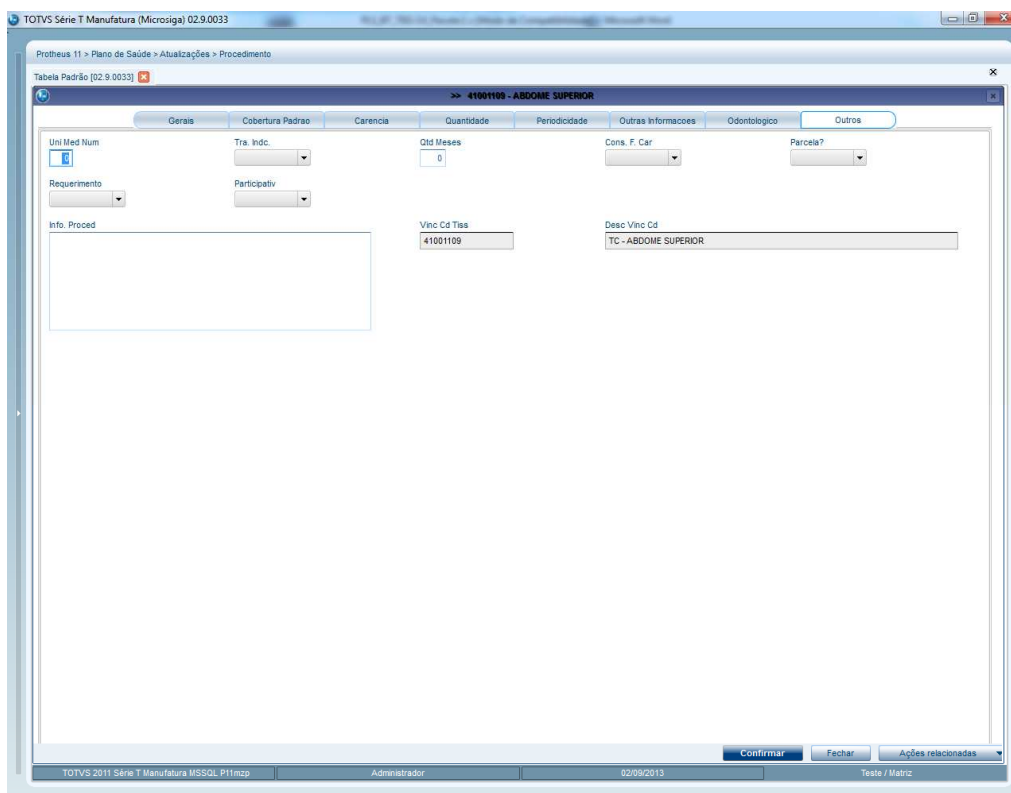 TOTVS Série T Manufatura (Microsiga) 02.9.0033
Protheus 11 > Plano de Saúde > Atualizações > Procedimento
Tabela Padrão [02.9.0033]
>> 41001109 - ABDOME SUPERIOR
Gerais Cobertura Padrao Carencia Quantidade Periodicidade Outras Informacoes Odontologico Outros
Uni Med Num Tra. Indc. Qtd Meses Cons. F. Car Parcela?
0 0
Requerimento Participativ
Info. Proced Vinc Cd Tiss Desc Vinc Cd
41001109 TC - ABDOME SUPERIOR
Confirmar Fechar Ações relacionadas
TOTVS 2011 Série T Manufatura MSSQL P11mzp Administrador 02/09/2013 Teste / Matriz